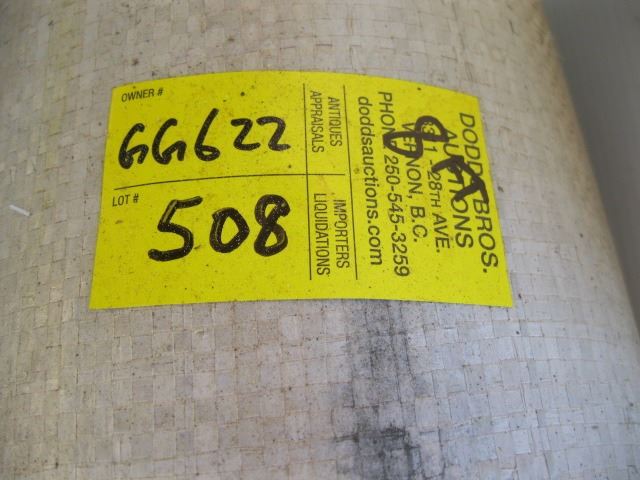 OWNER #
GG622
LOT #
508
ANTIQUES
APPRAISALS
IMPORTERS
LIQUIDATIONS
DODD BROS.
AUCTIONS
28TH AVE.
VERNON, B.C.
PHONE 250-545-3259
doddsauctions.com